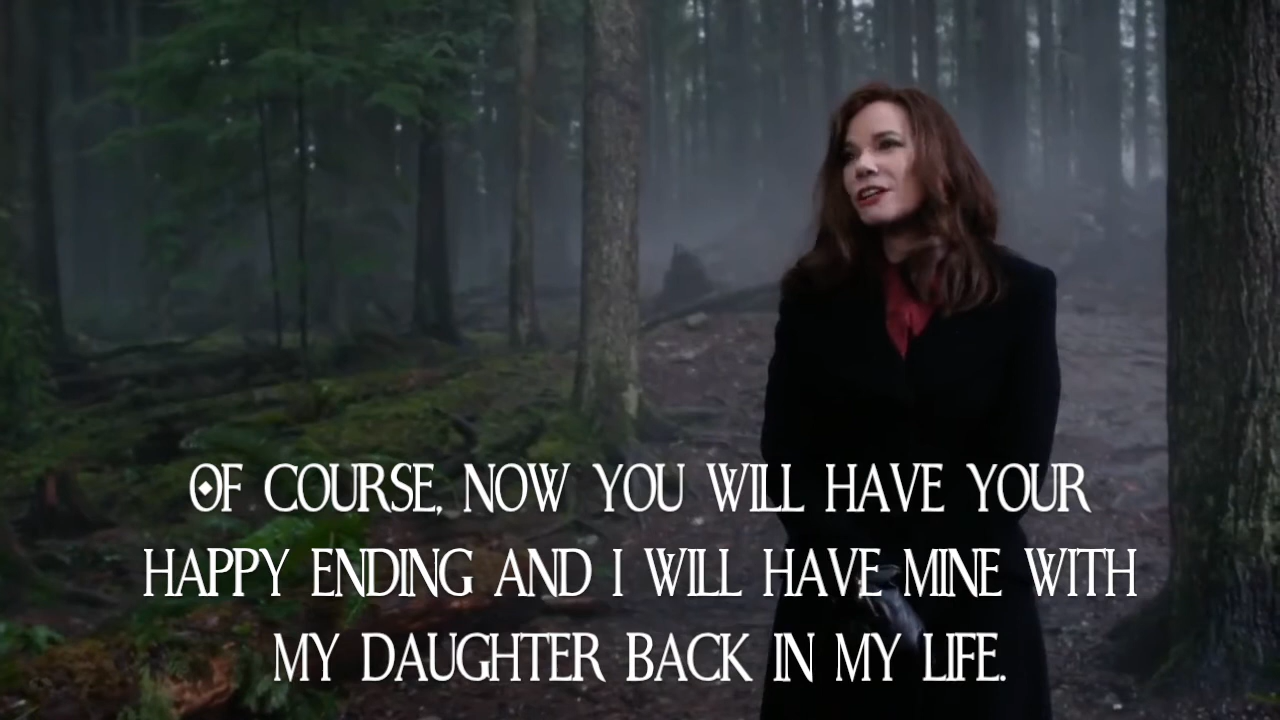 OF COURSE, NOW YOU WILL HAVE YOUR
HAPPY ENDING AND I WILL HAVE MINE WITH
MY DAUGHTER BACK IN MY LIFE.